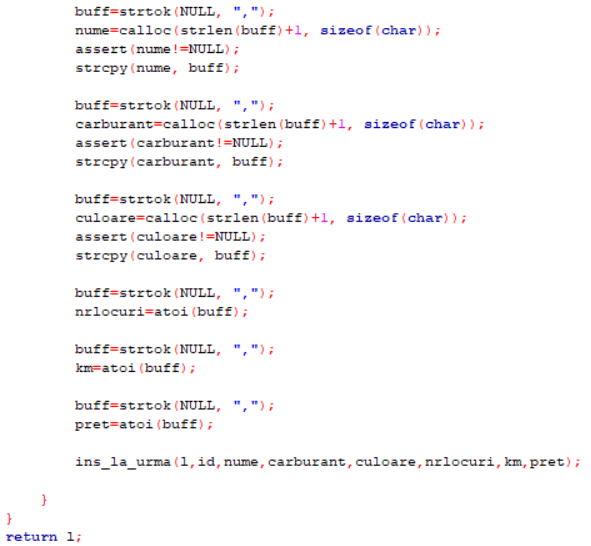 buff=strtok(NULL, ",");
nume=calloc(strlen(buff)+1, sizeof(char));
assert(nume!=NULL);
strcpy(nume, buff);
buff=strtok(NULL, ",");
carburant=calloc(strlen(buff)+1, sizeof(char));
assert(carburant!=NULL);
strcpy(carburant, buff);
buff=strtok(NULL, ",");
culoare=calloc(strlen(buff)+1, sizeof(char));
assert(culoare!=NULL);
strcpy(culoare, buff);
buff=strtok(NULL, ",");
nrlocuri=atoi(buff);
buff=strtok(NULL, ",");
km=atoi(buff);
buff=strtok(NULL, ",");
pret=atoi(buff);
ins_la_urma(l,id,nume,carburant,culoare,nrlocuri,km,pret);
}
}
return l;